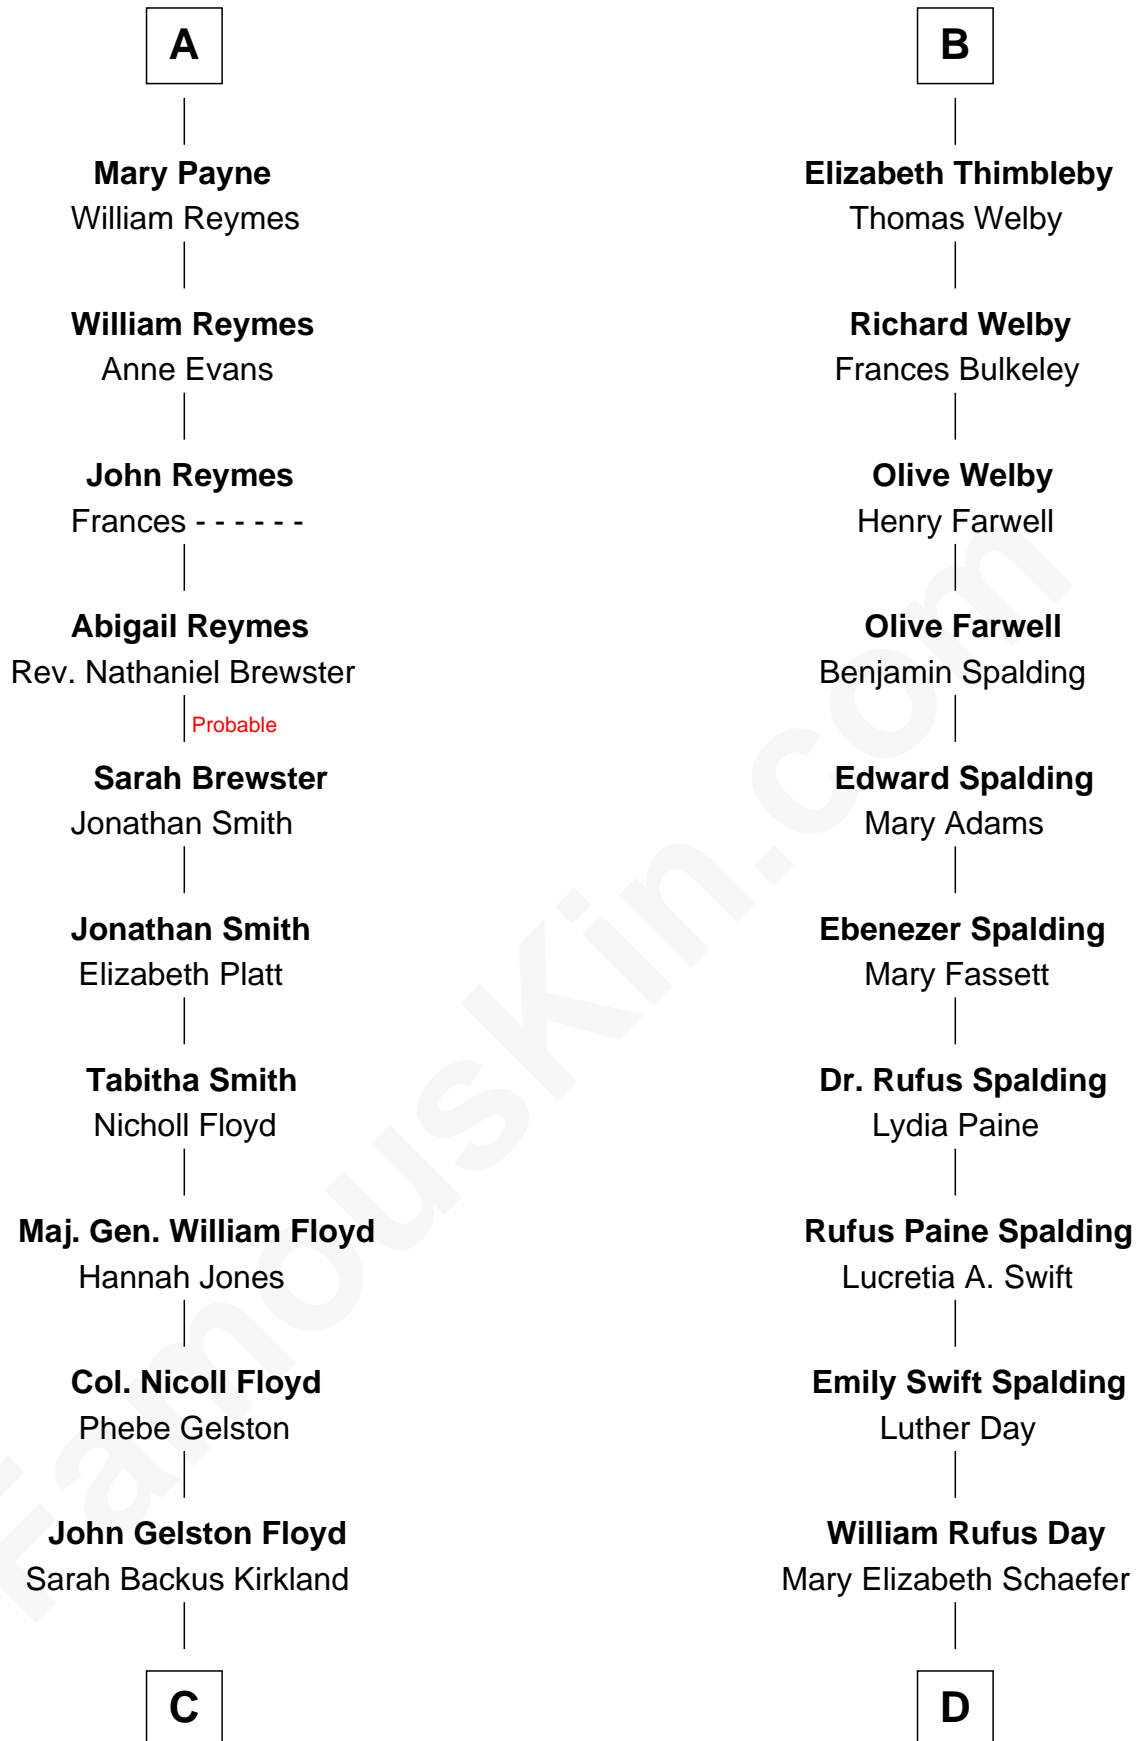 A
Mary Payne
William Reymes
William Reymes
Anne Evans
John Reymes
Frances - - - - - -
Abigail Reymes
Rev. Nathaniel Brewster
Probable
Sarah Brewster
Jonathan Smith
Jonathan Smith
Elizabeth Platt
Tabitha Smith
Nicholl Floyd
Maj. Gen. William Floyd
Hannah Jones
Col. Nicoll Floyd
Phebe Gelston
John Gelston Floyd
Sarah Backus Kirkland
C
B
Elizabeth Thimbleby
Thomas Welby
Richard Welby
Frances Bulkeley
Olive Welby
Henry Farwell
Olive Farwell
Benjamin Spalding
Edward Spalding
Mary Adams
Ebenezer Spalding
Mary Fassett
Dr. Rufus Spalding
Lydia Paine
Rufus Paine Spalding
Lucretia A. Swift
Emily Swift Spalding
Luther Day
William Rufus Day
Mary Elizabeth Schaefer
D
FamousKin.com